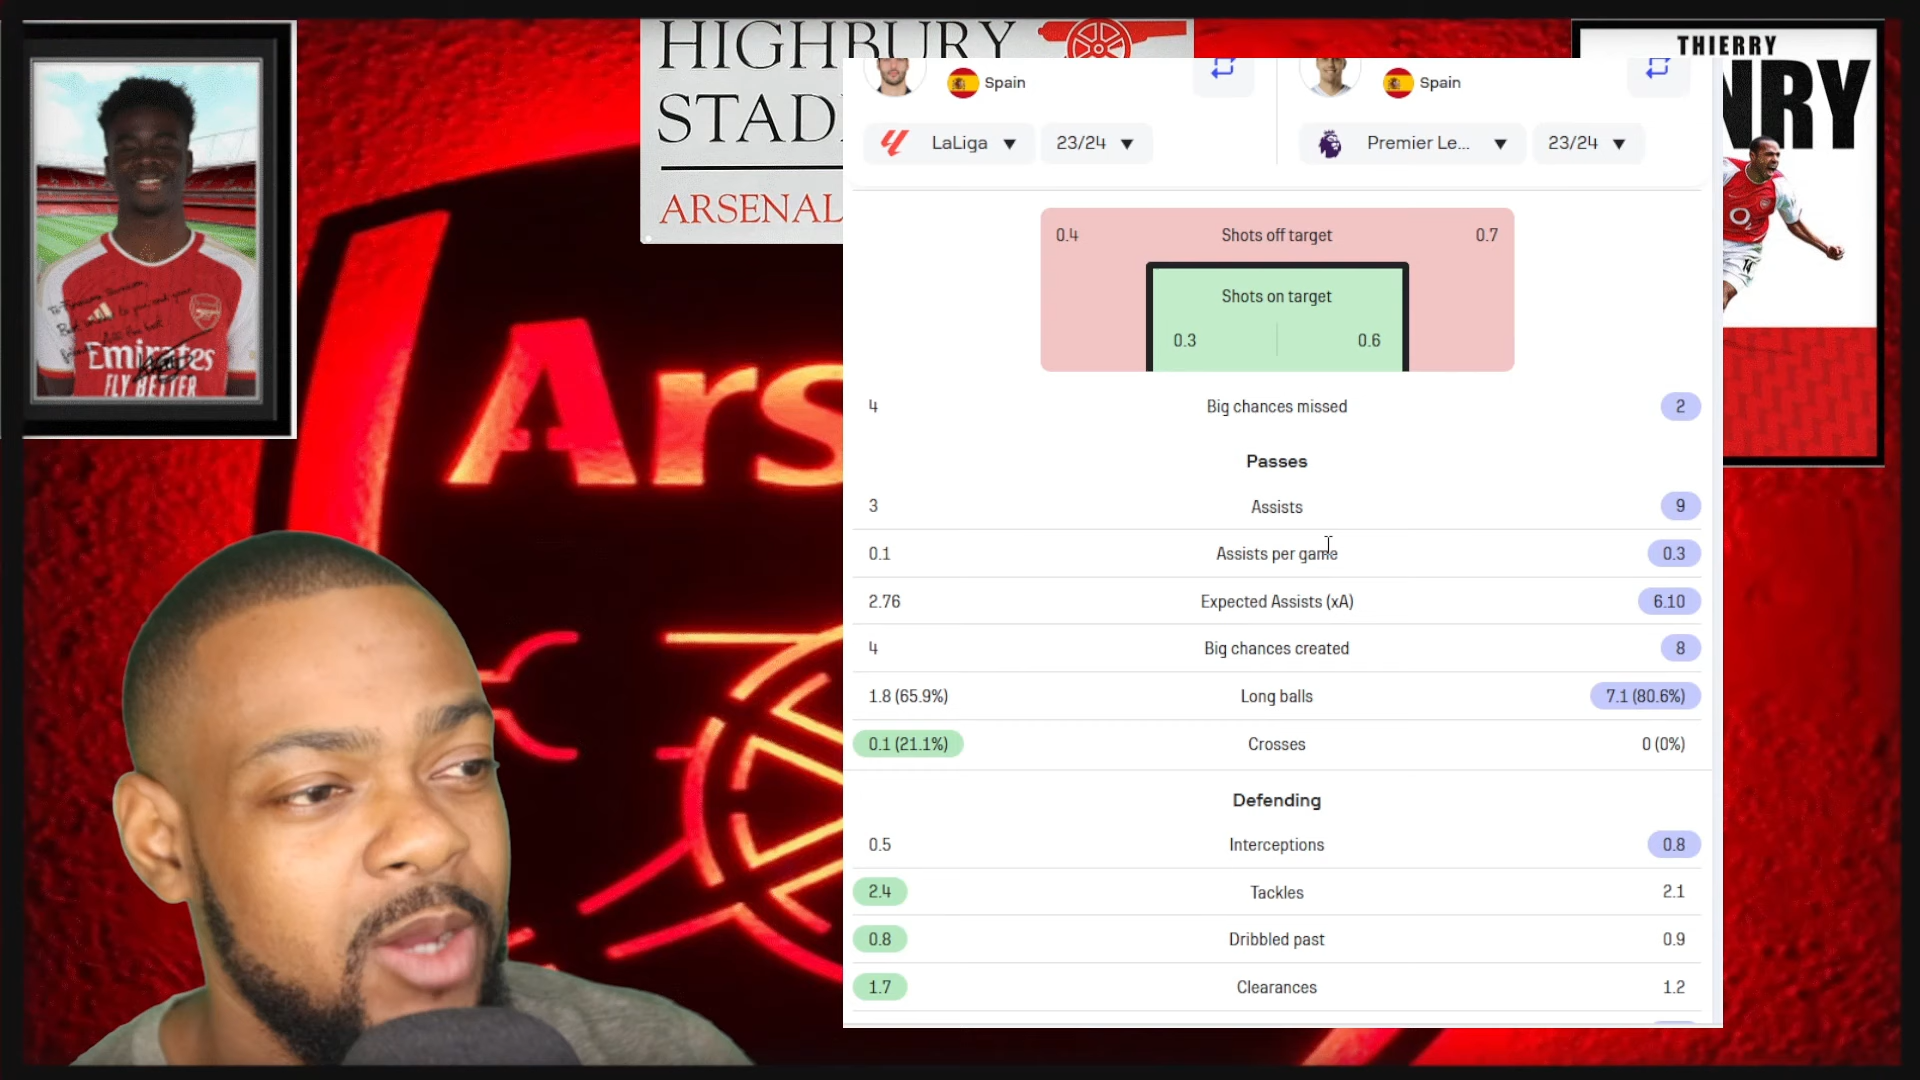 HIGHBURY
STAD
ARSENAL
THIERRY
NRY
Spain
Spain
LaLiga ▼ 23/24 ▼
Premier Le... ▼ 23/24 ▼
0.4 Shots off target 0.7
Shots on target
0.3 0.6
4 Big chances missed 2
Passes
3 Assists 9
0.1 Assists per game 0.3
2.76 Expected Assists (xA) 6.10
4 Big chances created 8
1.8 (65.9%) Long balls 7.1 (80.6%)
0.1 (21.1%) Crosses 0 (0%)
Defending
0.5 Interceptions 0.8
2.4 Tackles 2.1
0.8 Dribbled past 0.9
1.7 Clearances 1.2
Ars
Emirates
FLY BETTER
O2
14